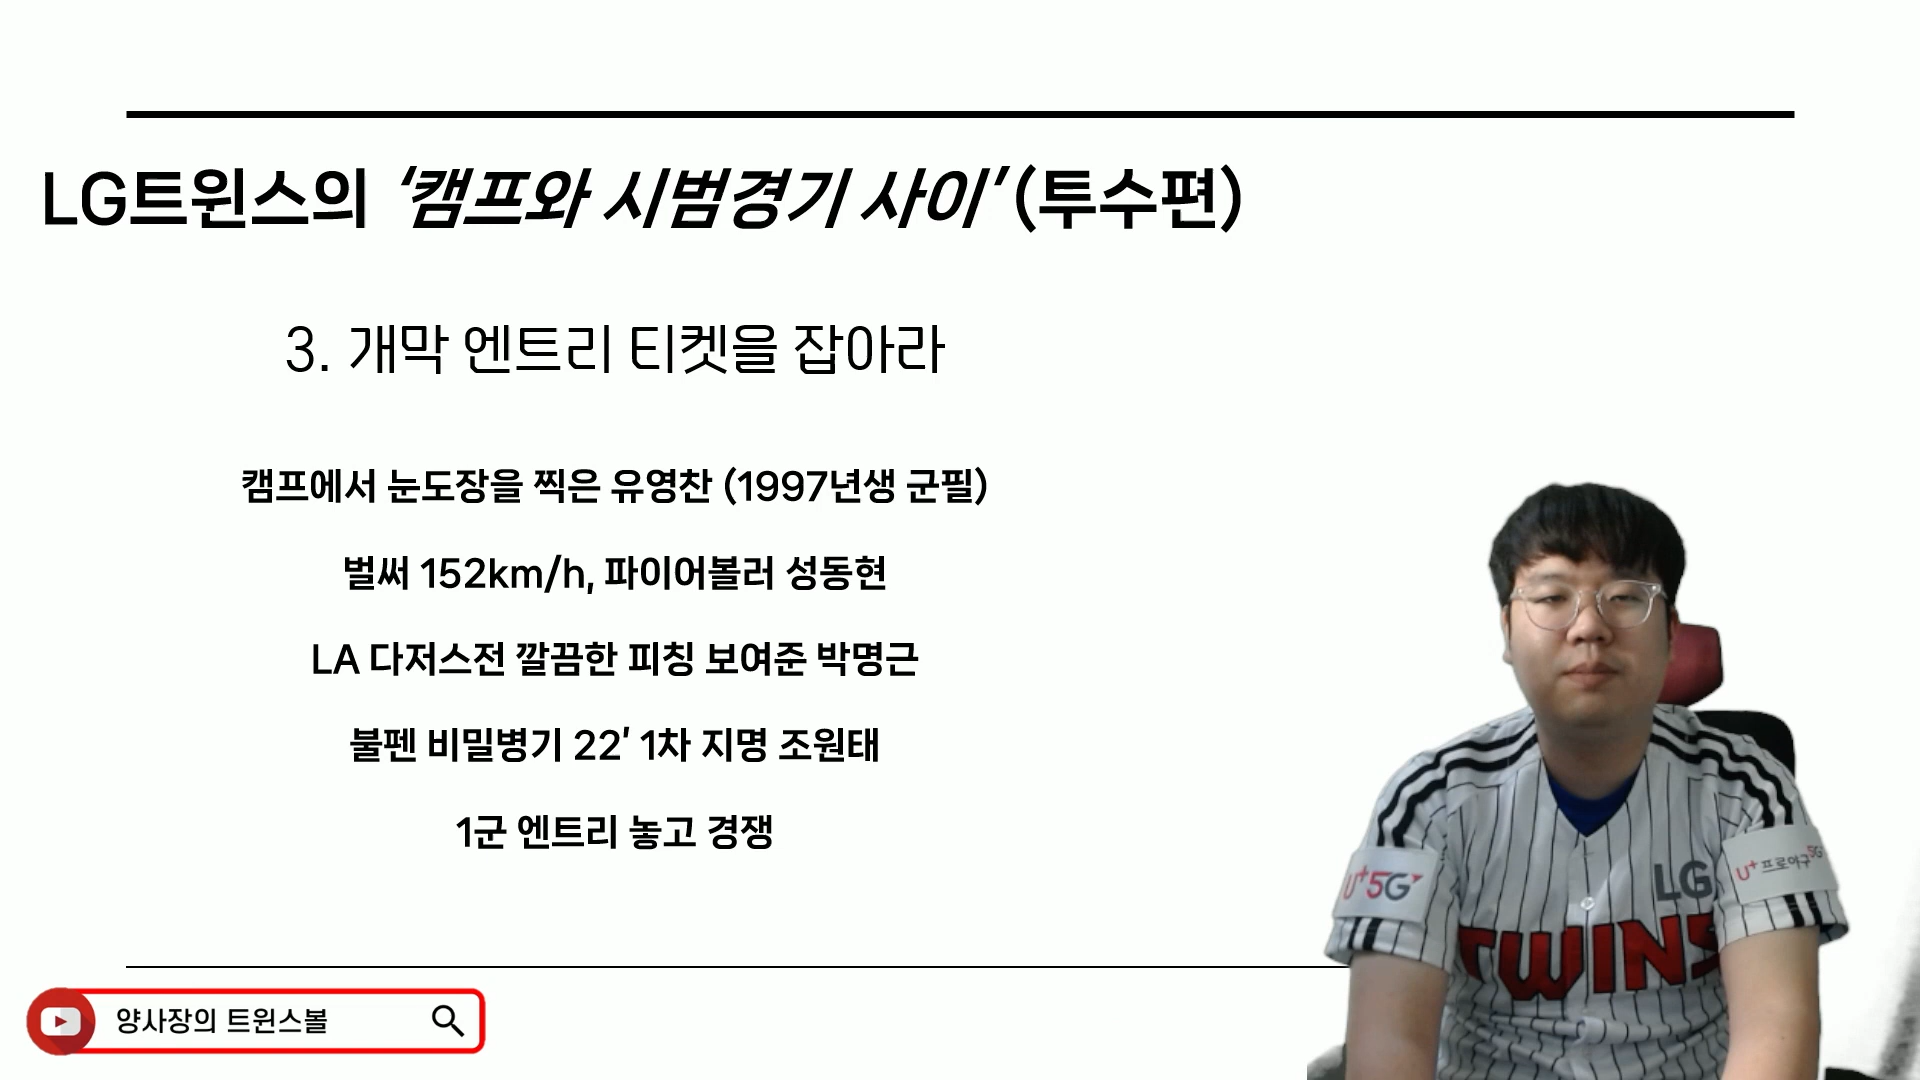 LG트윈스의 ‘캠프와 시범경기 사이’(투수편)
3. 개막 엔트리 티켓을 잡아라
캠프에서 눈도장을 찍은 유영찬 (1997년생 군필)
벌써 152km/h, 파이어볼러 성동현
LA 다저스전 깔끔한 피칭 보여준 박명근
불펜 비밀병기 22’ 1차 지명 조원태
1군 엔트리 놓고 경쟁
U+5G
LG
U+프로야구5G
TWINS
양사장의 트윈스볼